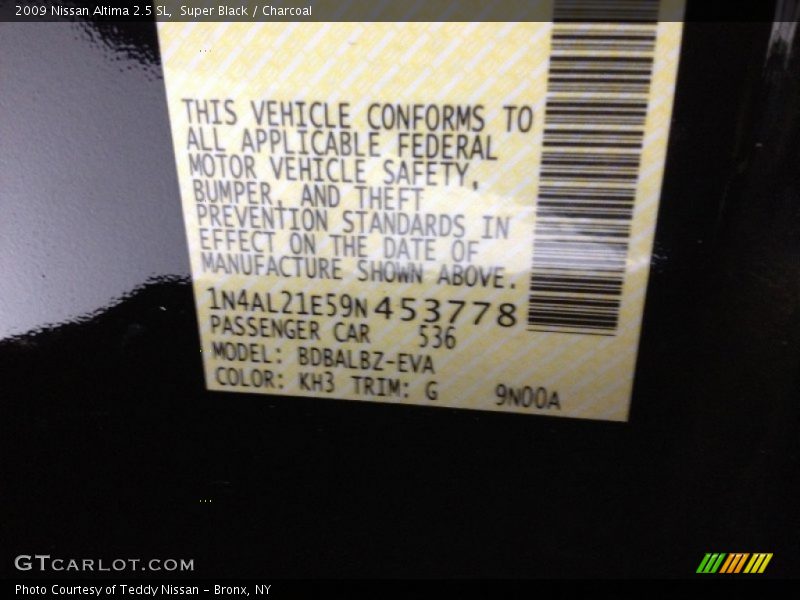 2009 Nissan Altima 2.5 SL,  Super Black / Charcoal
THIS VEHICLE CONFORMS TO
ALL APPLICABLE FEDERAL
MOTOR VEHICLE SAFETY,
BUMPER, AND THEFT
PREVENTION STANDARDS IN
EFFECT ON THE DATE OF
MANUFACTURE SHOWN ABOVE.
1N4AL21E59N453778
PASSENGER CAR 536
MODEL: BDBALBZ-EVA
COLOR: KH3 TRIM: G 9N00A
GTCARLOT.COM
Photo Courtesy of Teddy Nissan - Bronx, NY